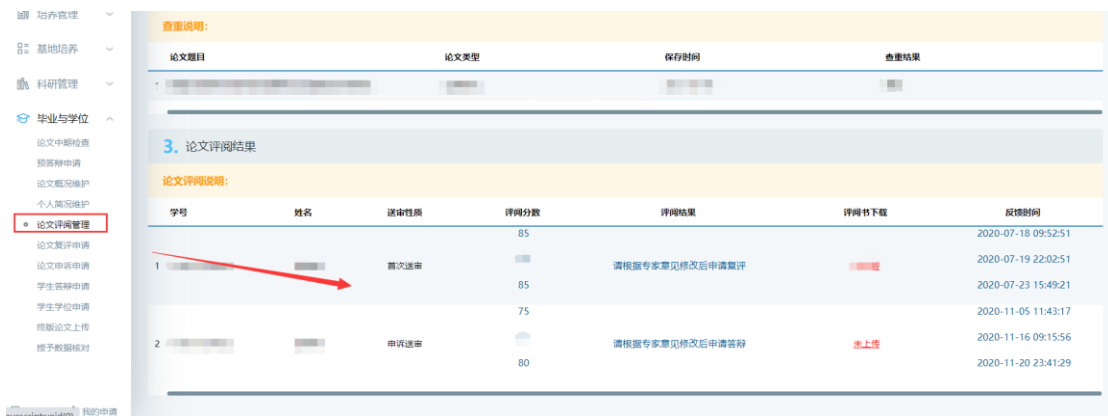 培养管理
基地培养
科研管理
毕业与学位
论文中期检查
预答辩申请
论文概况维护
个人简况维护
论文评阅管理
论文复评申请
论文申诉申请
学生答辩申请
学生学位申请
终版论文上传
授予数据核对
我的申请
查重说明：
论文题目 论文类型 保存时间 查重结果
1
3. 论文评阅结果
论文评阅说明：
学号 姓名 送审性质 评阅分数 评阅结果 评阅书下载 反馈时间
85 2020-07-18 09:52:51
1 首次送审 请根据专家意见修改后申请复评 2020-07-19 22:02:51
85 2020-07-23 15:49:21
75 2020-11-05 11:43:17
2 申诉送审 请根据专家意见修改后申请答辩 未上传 2020-11-16 09:15:56
80 2020-11-20 23:41:29